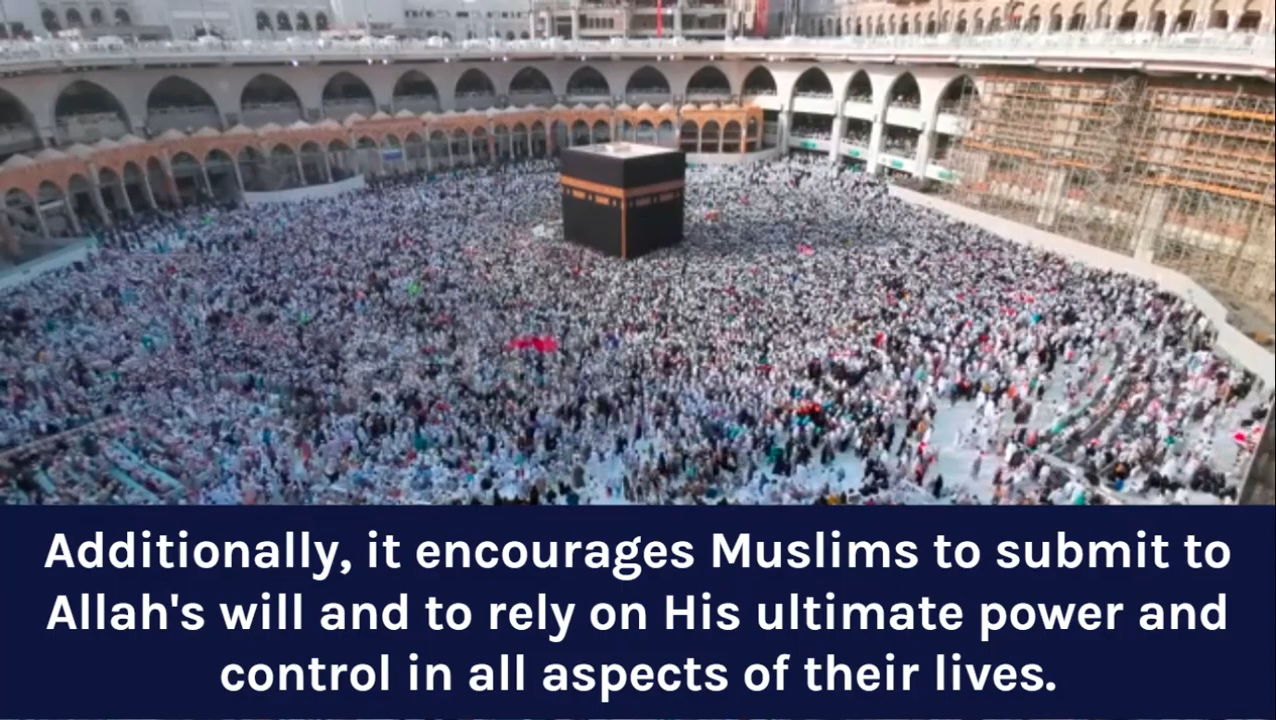 Additionally, it encourages Muslims to submit to
Allah's will and to rely on His ultimate power and
control in all aspects of their lives.